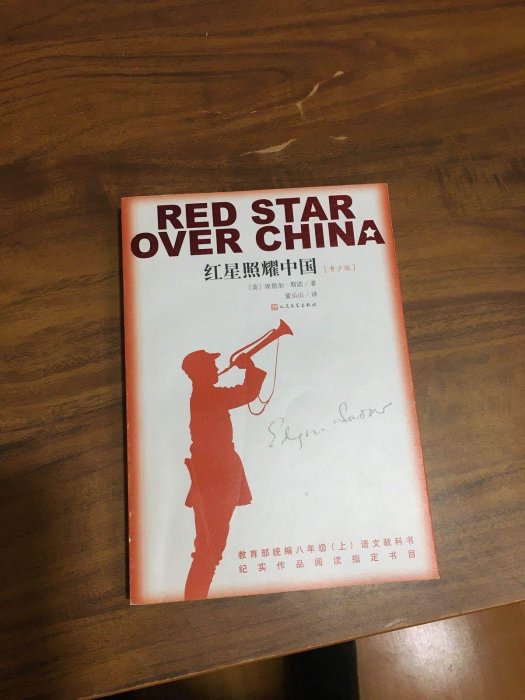 RED STAR
OVER CHINA
红星照耀中国 [青少版]
〔美〕埃德加·斯诺/著
董乐山/译
人民文学出版社
Edgar Snow
教育部统编八年级(上)语文教科书
纪实作品阅读指定书目